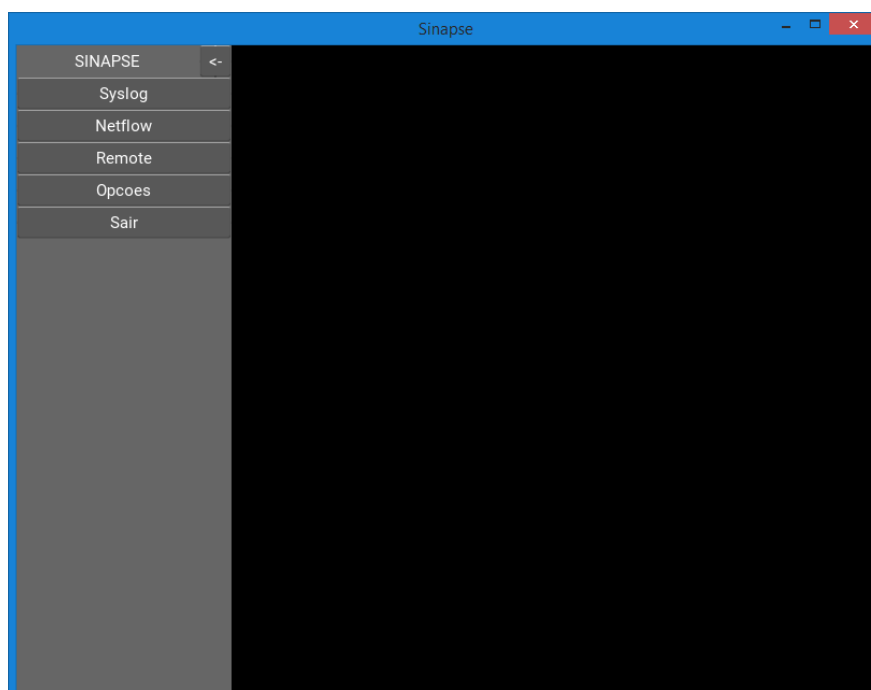 Sinapse
SINAPSE <-
Syslog
Netflow
Remote
Opcoes
Sair